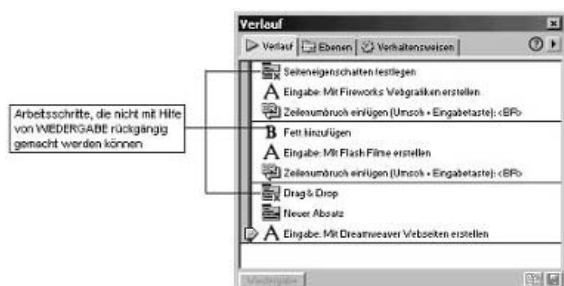 Verlauf
Verlauf Ebenen Verhaltensweisen
Seiteneigenschaften festlegen
Eingabe: Mit Fireworks Webgrafiken erstellen
Zeilenumbruch einfügen (Umsch + Eingabetaste): <BR>
Fett hinzufügen
Eingabe: Mit Flash Filme erstellen
Zeilenumbruch einfügen (Umsch + Eingabetaste): <BR>
Drag & Drop
Neuer Absatz
Eingabe: Mit Dreamweaver Webseiten erstellen
Wiedergabe
Arbeitsschritte, die nicht mit Hilfe
von WIEDERGABE rückgängig
gemacht werden können